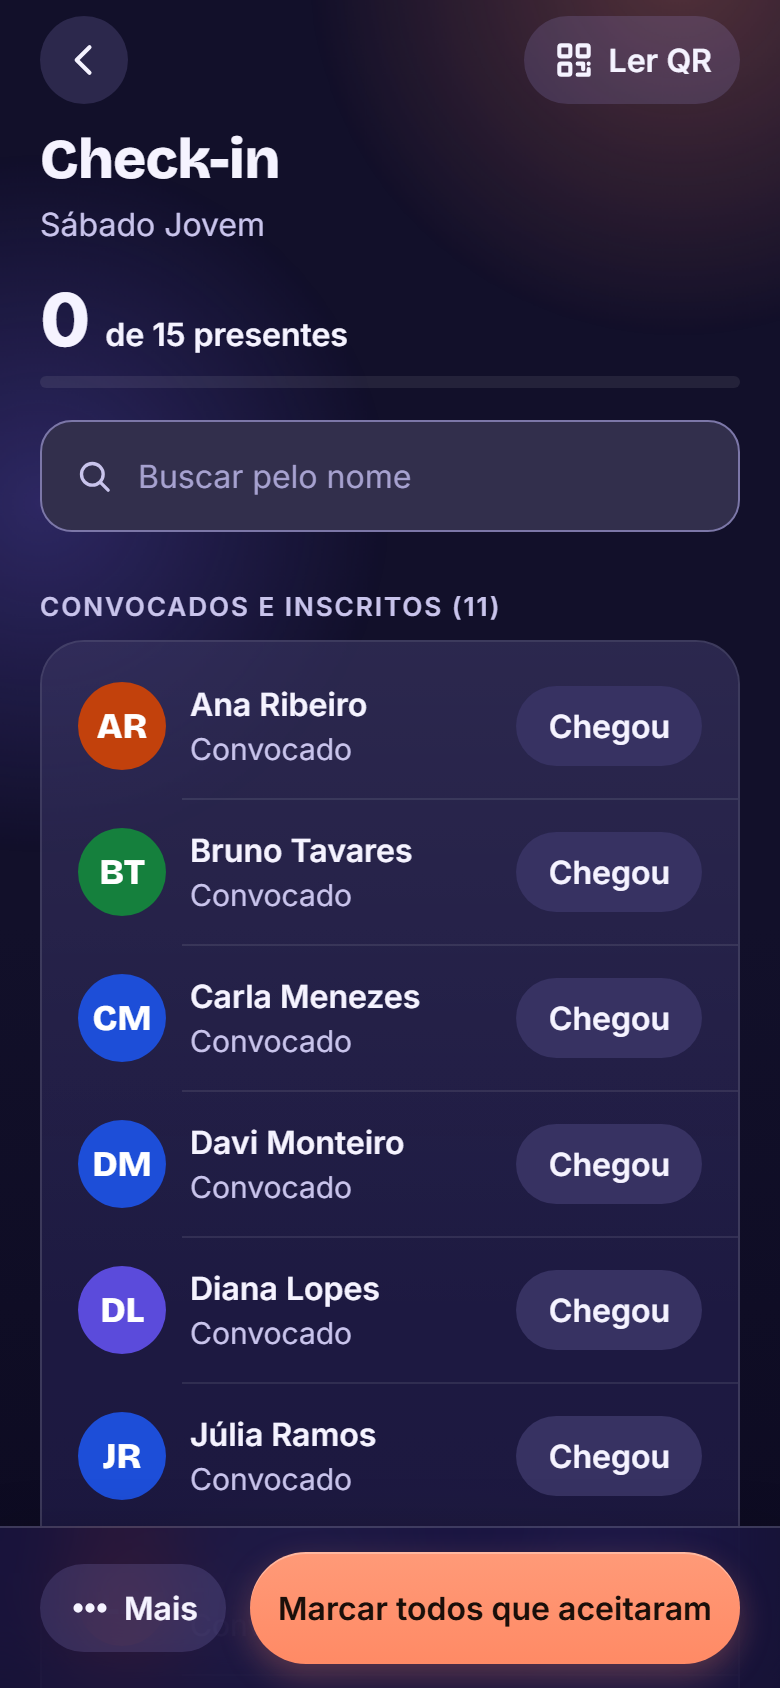 Ler QR
Check-in
Sábado Jovem
0 de 15 presentes
Buscar pelo nome
CONVOCADOS E INSCRITOS (11)
AR
Ana Ribeiro
Convocado
Chegou
BT
Bruno Tavares
Convocado
Chegou
CM
Carla Menezes
Convocado
Chegou
DM
Davi Monteiro
Convocado
Chegou
DL
Diana Lopes
Convocado
Chegou
JR
Júlia Ramos
Convocado
Chegou
Mais
Marcar todos que aceitaram